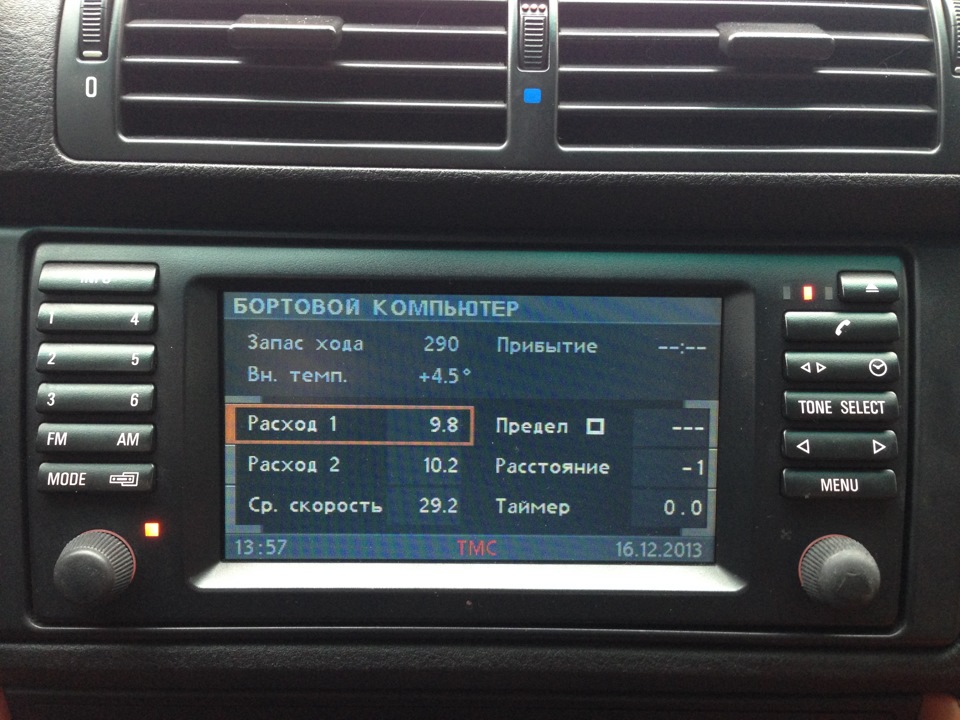 0
INFO
1 4
2 5
3 6
FM AM
MODE
БОРТОВОЙ КОМПЬЮТЕР
Запас хода 290 Прибытие --:--
Вн. темп. +4.5°
Расход 1 9.8 Предел ---
Расход 2 10.2 Расстояние -1
Ср. скорость 29.2 Таймер 0.0
13:57 TMC 16.12.2013
TONE SELECT
MENU